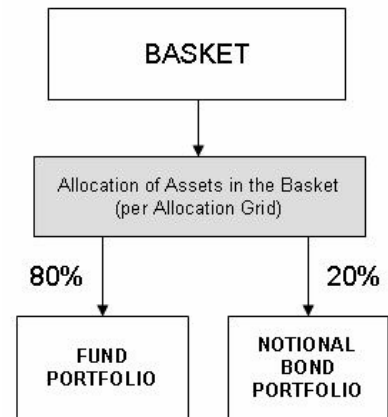 BASKET
Allocation of Assets in the Basket
(per Allocation Grid)
80%
20%
FUND
PORTFOLIO
NOTIONAL
BOND
PORTFOLIO